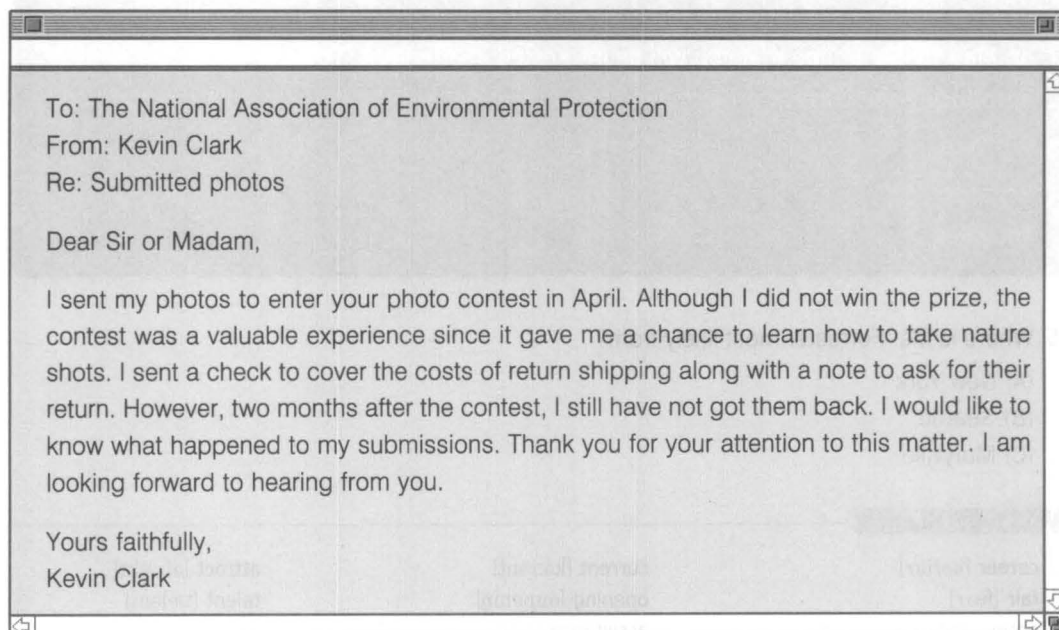 To: The National Association of Environmental Protection
From: Kevin Clark
Re: Submitted photos
Dear Sir or Madam,
I sent my photos to enter your photo contest in April. Although I did not win the prize, the
contest was a valuable experience since it gave me a chance to learn how to take nature
shots. I sent a check to cover the costs of return shipping along with a note to ask for their
return. However, two months after the contest, I still have not got them back. I would like to
know what happened to my submissions. Thank you for your attention to this matter. I am
looking forward to hearing from you.
Yours faithfully,
Kevin Clark